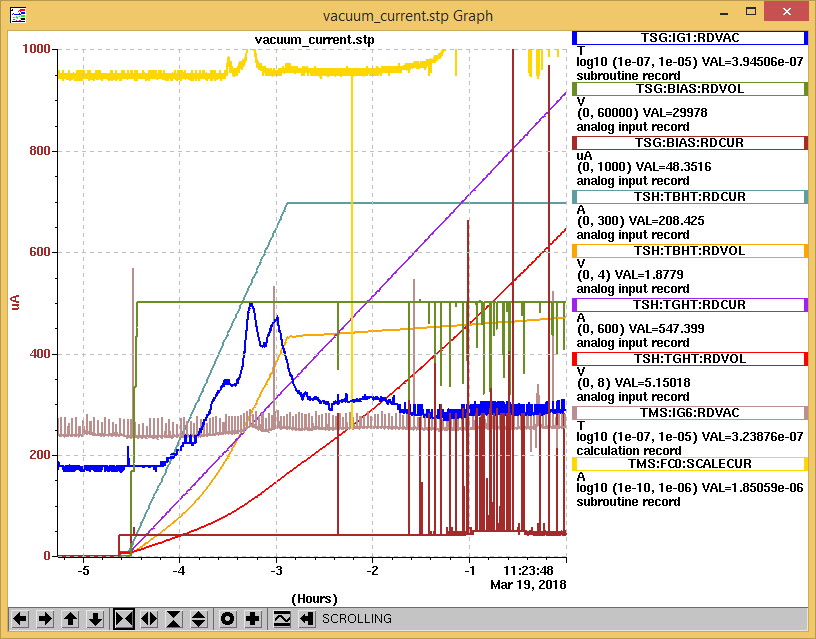 vacuum_current.stp Graph
vacuum_current.stp
1000
800
600
400
200
0
uA
-5
-4
-3
-2
-1
11:23:48
Mar 19, 2018
(Hours)
TSG:IG1:RDVAC
T
log10 (1e-07, 1e-05) VAL=3.94506e-07
subroutine record
TSG:BIAS:RDVOL
V
(0, 60000) VAL=29978
analog input record
TSG:BIAS:RDCUR
uA
(0, 1000) VAL=48.3516
analog input record
TSH:TBHT:RDCUR
A
(0, 300) VAL=208.425
analog input record
TSH:TBHT:RDVOL
V
(0, 4) VAL=1.8779
analog input record
TSH:TGHT:RDCUR
A
(0, 600) VAL=547.399
analog input record
TSH:TGHT:RDVOL
V
(0, 8) VAL=5.15018
analog input record
TMS:IG6:RDVAC
T
log10 (1e-07, 1e-05) VAL=3.23876e-07
calculation record
TMS:FC0:SCALECUR
A
log10 (1e-10, 1e-06) VAL=1.85059e-06
subroutine record
SCROLLING